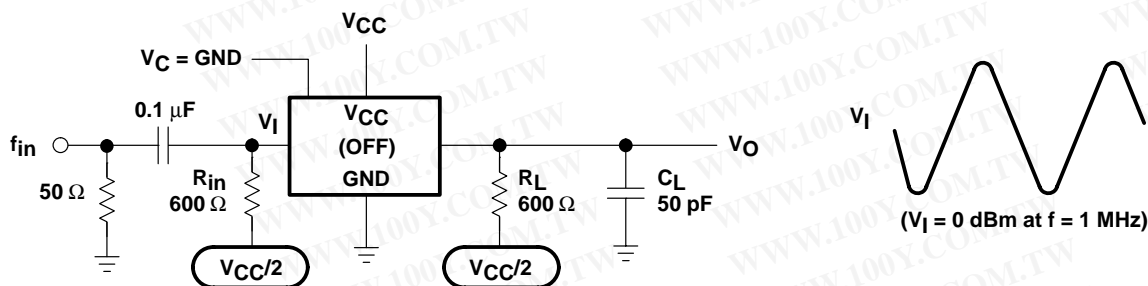 WWW.100Y.COM.TW
VCC
VC = GND
0.1 μF
VI
VCC
(OFF)
GND
fin
VO
50 Ω
Rin
600 Ω
RL
600 Ω
CL
50 pF
VCC/2
VCC/2
VI
(VI = 0 dBm at f = 1 MHz)